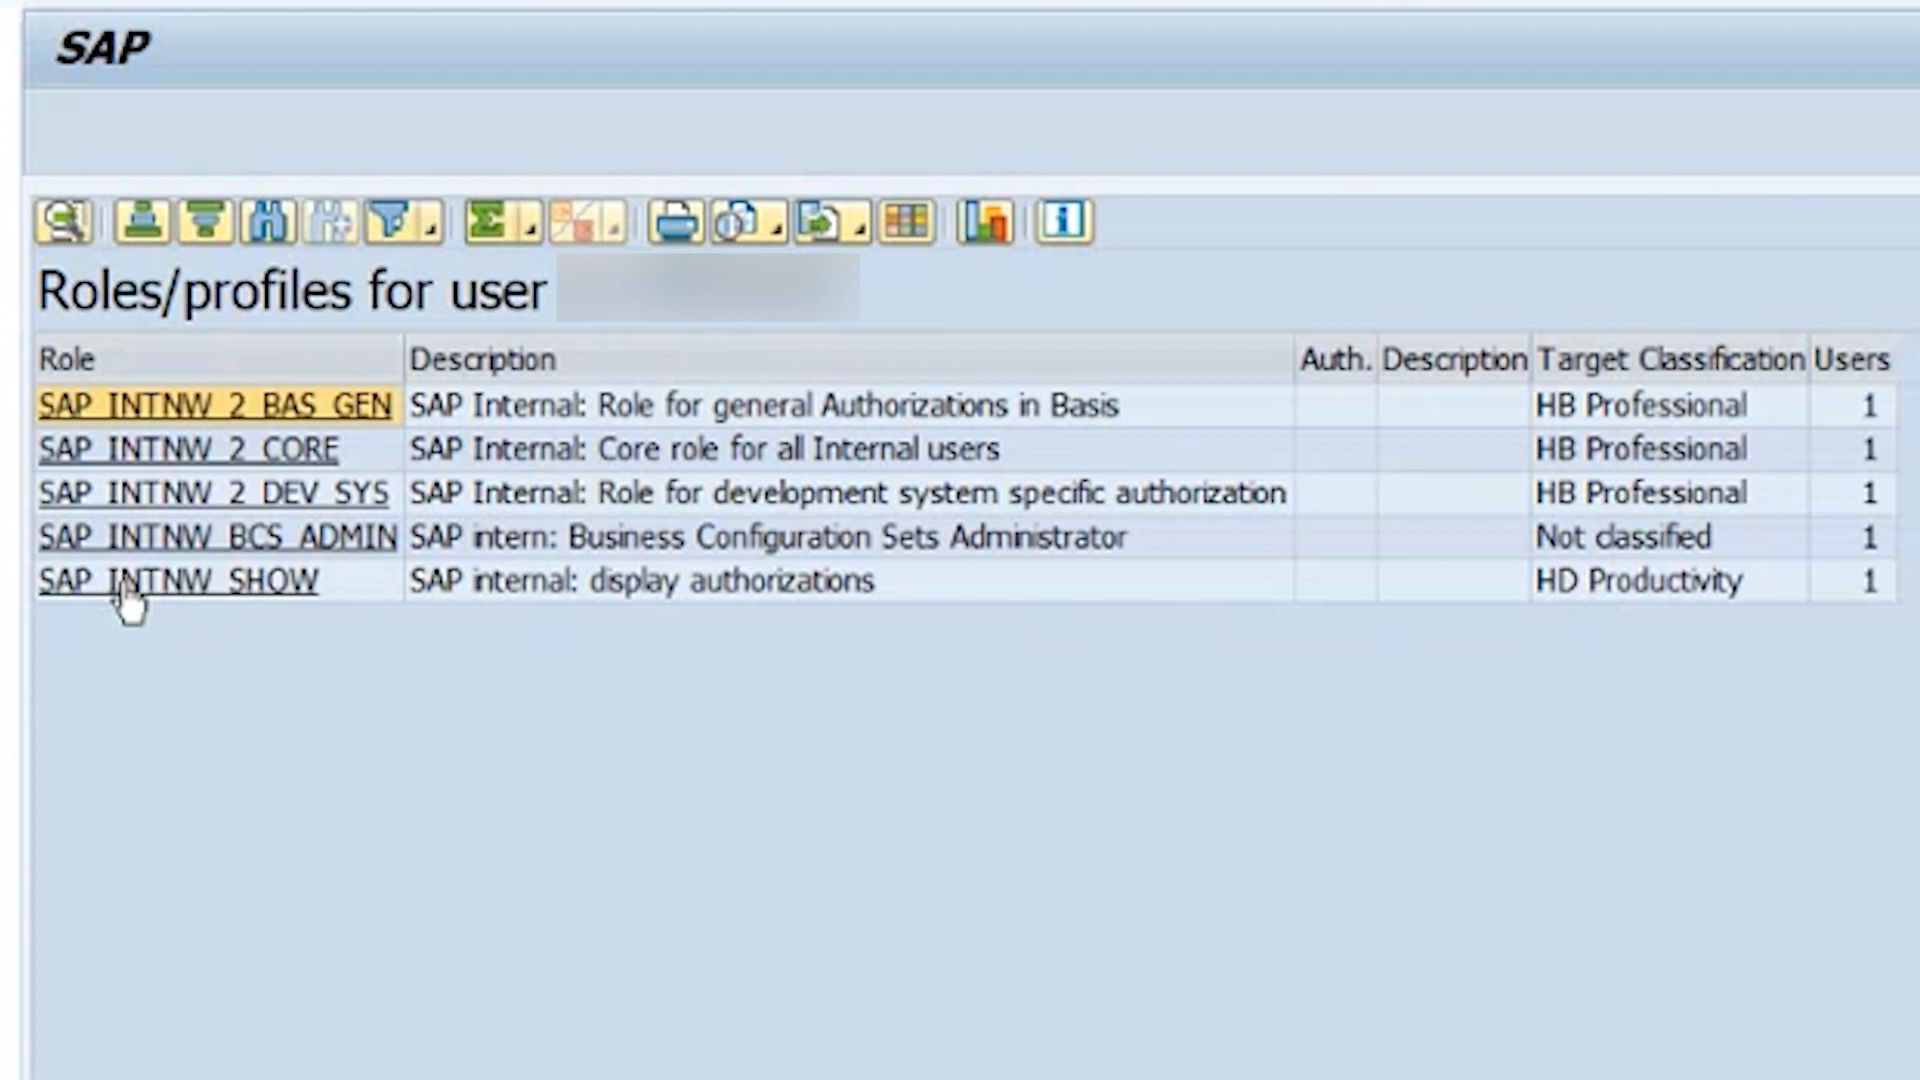 SAP
Roles/profiles for user
Role Description Auth. Description Target Classification Users
SAP_INTNW_2_BAS_GEN SAP Internal: Role for general Authorizations in Basis HB Professional 1
SAP_INTNW_2_CORE SAP Internal: Core role for all Internal users HB Professional 1
SAP_INTNW_2_DEV_SYS SAP Internal: Role for development system specific authorization HB Professional 1
SAP_INTNW_BCS_ADMIN SAP intern: Business Configuration Sets Administrator Not classified 1
SAP_INTNW_SHOW SAP internal: display authorizations HD Productivity 1